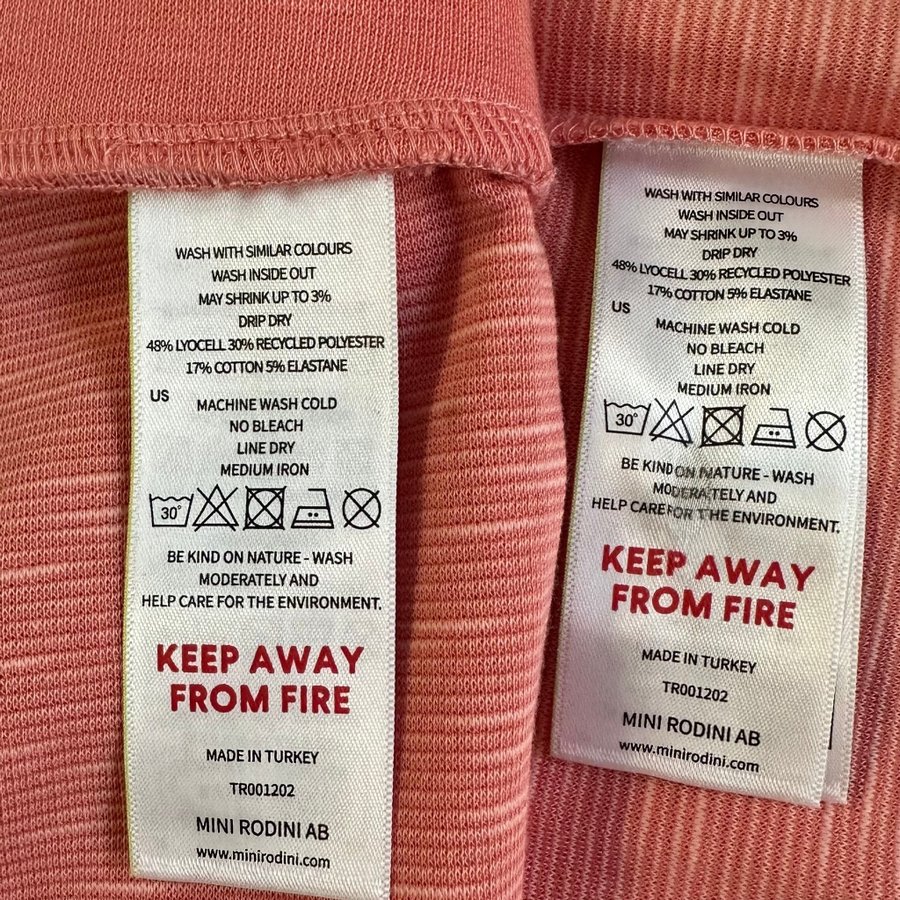 WASH WITH SIMILAR COLOURS
WASH INSIDE OUT
MAY SHRINK UP TO 3%
DRIP DRY
48% LYOCELL 30% RECYCLED POLYESTER
17% COTTON 5% ELASTANE
US
MACHINE WASH COLD
NO BLEACH
LINE DRY
MEDIUM IRON
30°
BE KIND ON NATURE - WASH
MODERATELY AND
HELP CARE FOR THE ENVIRONMENT.
KEEP AWAY
FROM FIRE
MADE IN TURKEY
TR001202
MINI RODINI AB
www.minirodini.com
WASH WITH SIMILAR COLOURS
WASH INSIDE OUT
MAY SHRINK UP TO 3%
DRIP DRY
48% LYOCELL 30% RECYCLED POLYESTER
17% COTTON 5% ELASTANE
US
MACHINE WASH COLD
NO BLEACH
LINE DRY
MEDIUM IRON
30°
BE KIND ON NATURE - WASH
MODERATELY AND
HELP CARE FOR THE ENVIRONMENT.
KEEP AWAY
FROM FIRE
MADE IN TURKEY
TR001202
MINI RODINI AB
www.minirodini.com